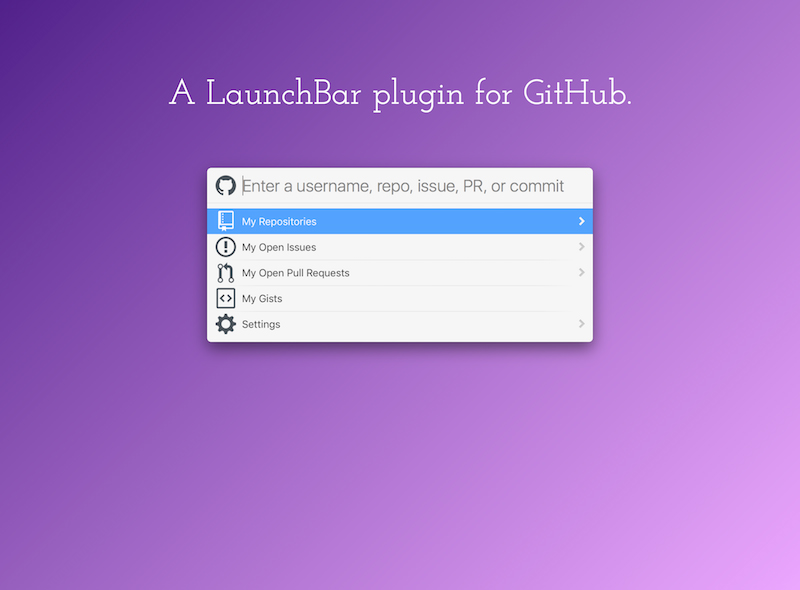 A LaunchBar plugin for GitHub.
Enter a username, repo, issue, PR, or commit
My Repositories
My Open Issues
My Open Pull Requests
My Gists
Settings